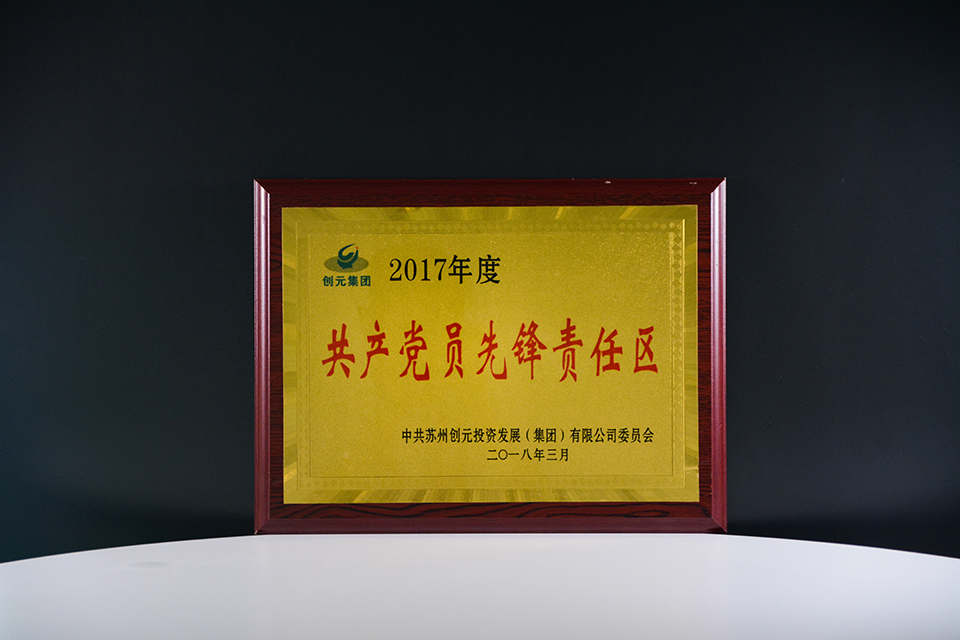 创元集团
2017年度
共产党员先锋责任区
中共苏州创元投资发展（集团）有限公司委员会
二〇一八年三月